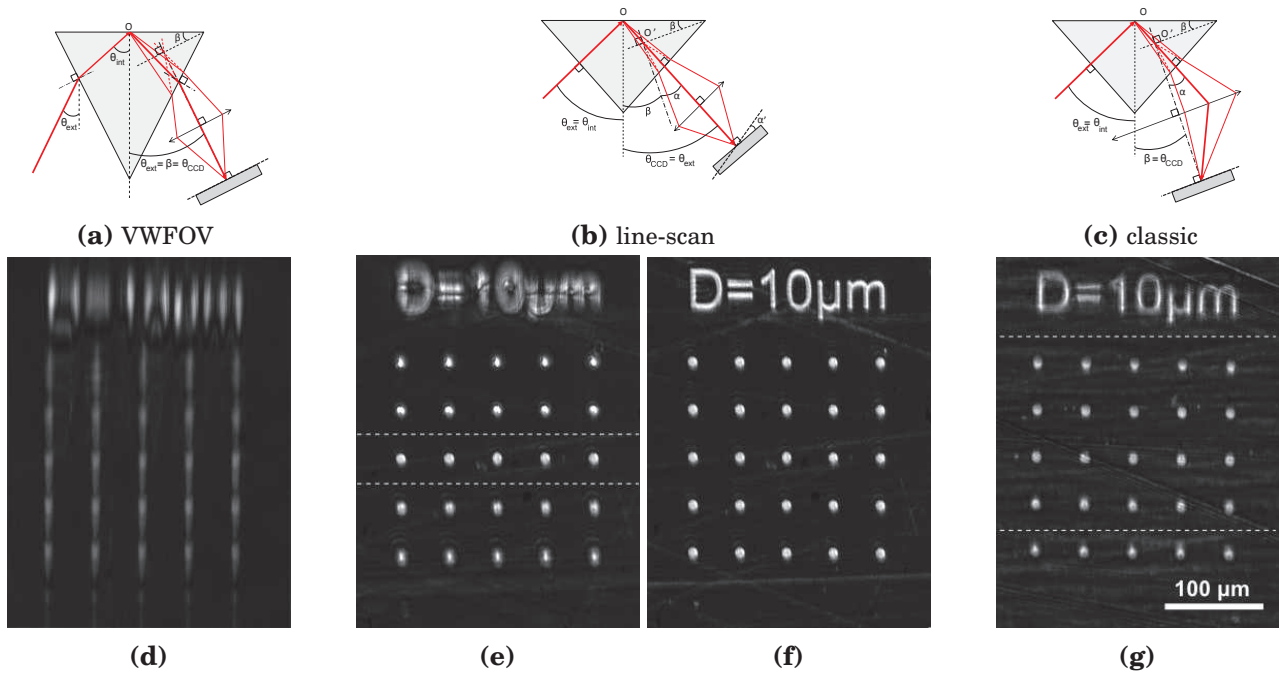 O
β
θint
θext
θext = β = θCCD
O
O'
β
α
β
θext = θint
α'
θCCD = θext
O
O'
β
α
θext = θint
β = θCCD
(a) VWFOV
(b) line-scan
(c) classic
D=10µm
D=10µm
D=10µm
100 µm
(d)
(e)
(f)
(g)